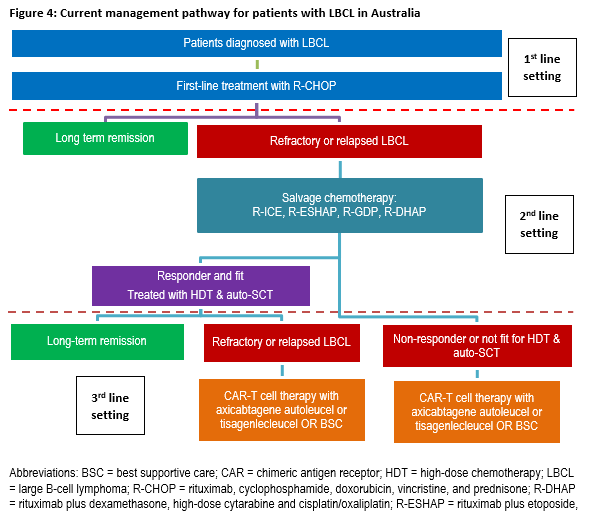 Figure 4: Current management pathway for patients with LBCL in Australia
Patients diagnosed with LBCL
1st line
setting
First-line treatment with R-CHOP
Long term remission
Refractory or relapsed LBCL
Salvage chemotherapy:
R-ICE, R-ESHAP, R-GDP, R-DHAP
2nd line
setting
Responder and fit
Treated with HDT & auto-SCT
Long-term remission
Refractory or relapsed LBCL
Non-responder or not fit for HDT &
auto-SCT
3rd line
setting
CAR-T cell therapy with
axicabtagene autoleucel or
tisagenlecleucel OR BSC
CAR-T cell therapy with
axicabtagene autoleucel or
tisagenlecleucel OR BSC
Abbreviations: BSC = best supportive care; CAR = chimeric antigen receptor; HDT = high-dose chemotherapy; LBCL
= large B-cell lymphoma; R-CHOP = rituximab, cyclophosphamide, doxorubicin, vincristine, and prednisone; R-DHAP
= rituximab plus dexamethasone, high-dose cytarabine and cisplatin/oxaliplatin; R-ESHAP = rituximab plus etoposide,